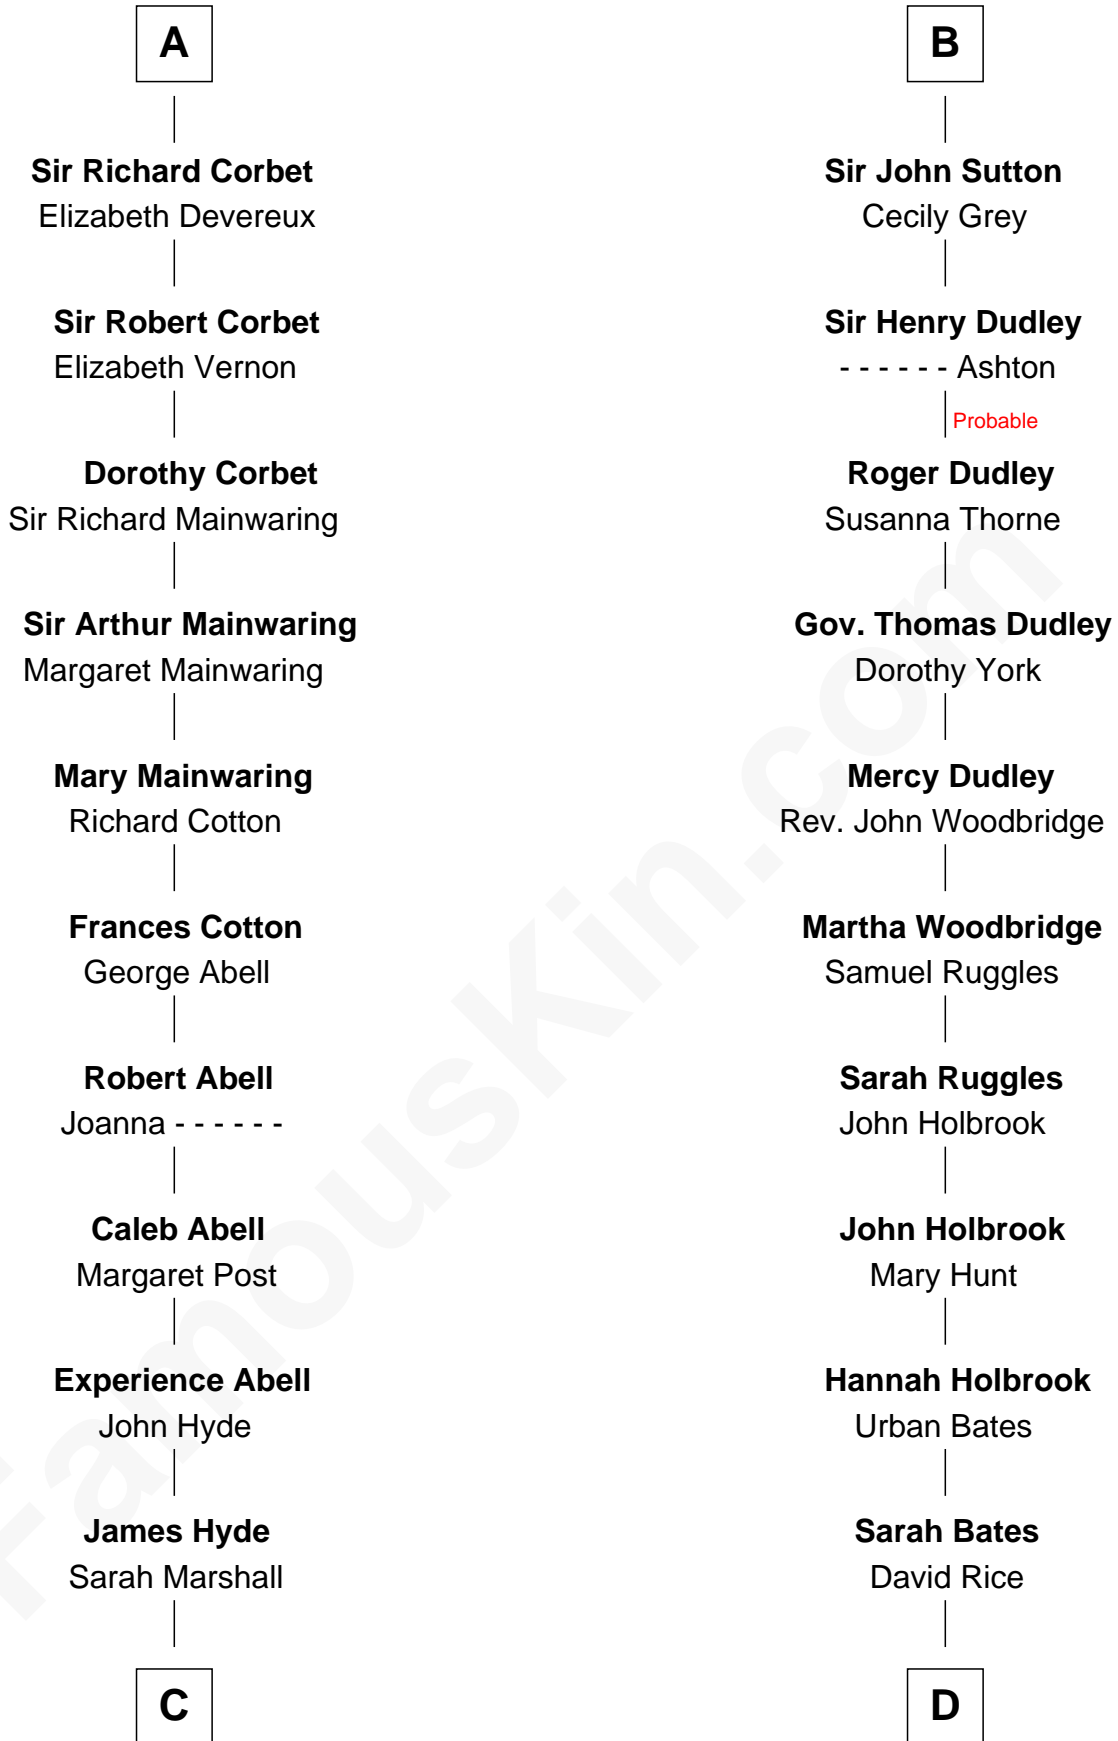 A
Sir Richard Corbet
Elizabeth Devereux
Sir Robert Corbet
Elizabeth Vernon
Dorothy Corbet
Sir Richard Mainwaring
Sir Arthur Mainwaring
Margaret Mainwaring
Mary Mainwaring
Richard Cotton
Frances Cotton
George Abell
Robert Abell
Joanna - - - - - -
Caleb Abell
Margaret Post
Experience Abell
John Hyde
James Hyde
Sarah Marshall
C
B
Sir John Sutton
Cecily Grey
Sir Henry Dudley
- - - - - - Ashton
Probable
Roger Dudley
Susanna Thorne
Gov. Thomas Dudley
Dorothy York
Mercy Dudley
Rev. John Woodbridge
Martha Woodbridge
Samuel Ruggles
Sarah Ruggles
John Holbrook
John Holbrook
Mary Hunt
Hannah Holbrook
Urban Bates
Sarah Bates
David Rice
D
FamousKin.com